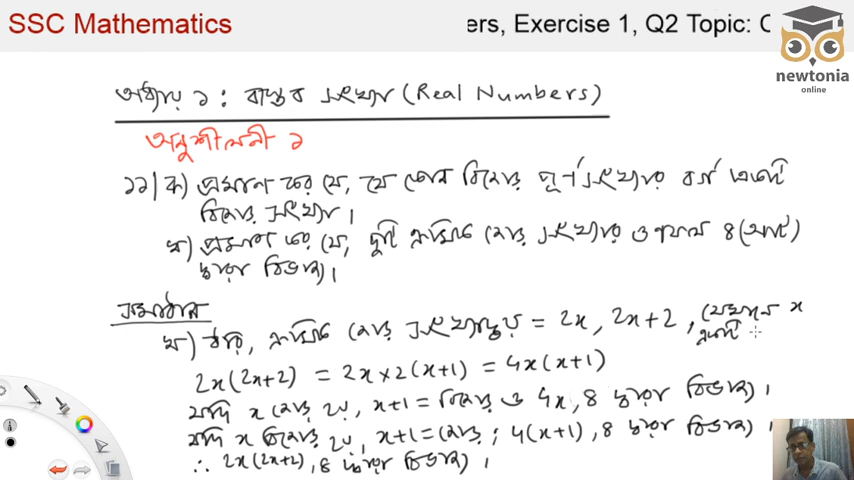 SSC Mathematics
ers, Exercise 1, Q2 Topic: C
newtonia
online
অধ্যায় ১ : বাস্তব সংখ্যা (Real Numbers)
অনুশীলনী ১
১১। ক) প্রমাণ কর যে, যে কোন বিজোড় পূর্ণসংখ্যার বর্গ একটি
বিজোড় সংখ্যা।
খ) প্রমাণ কর যে, দুটি ক্রমিক জোড় সংখ্যার গুণফল ৪ (আট)
দ্বারা বিভাজ্য।
সমাধান
খ) ধরি, ক্রমিক জোড় সংখ্যাদ্বয় = 2x, 2x+2, যেখানে x
একটি
2x(2x+2) = 2x×2(x+1) = 4x(x+1)
যদি x জোড় হয়, x+1 = বিজোড় ও 4x, 8 দ্বারা বিভাজ্য।
যদি x বিজোড় হয়, x+1 = জোড় ; 4(x+1), 8 দ্বারা বিভাজ্য।
∴ 2x(2x+2), 8 দ্বারা বিভাজ্য।